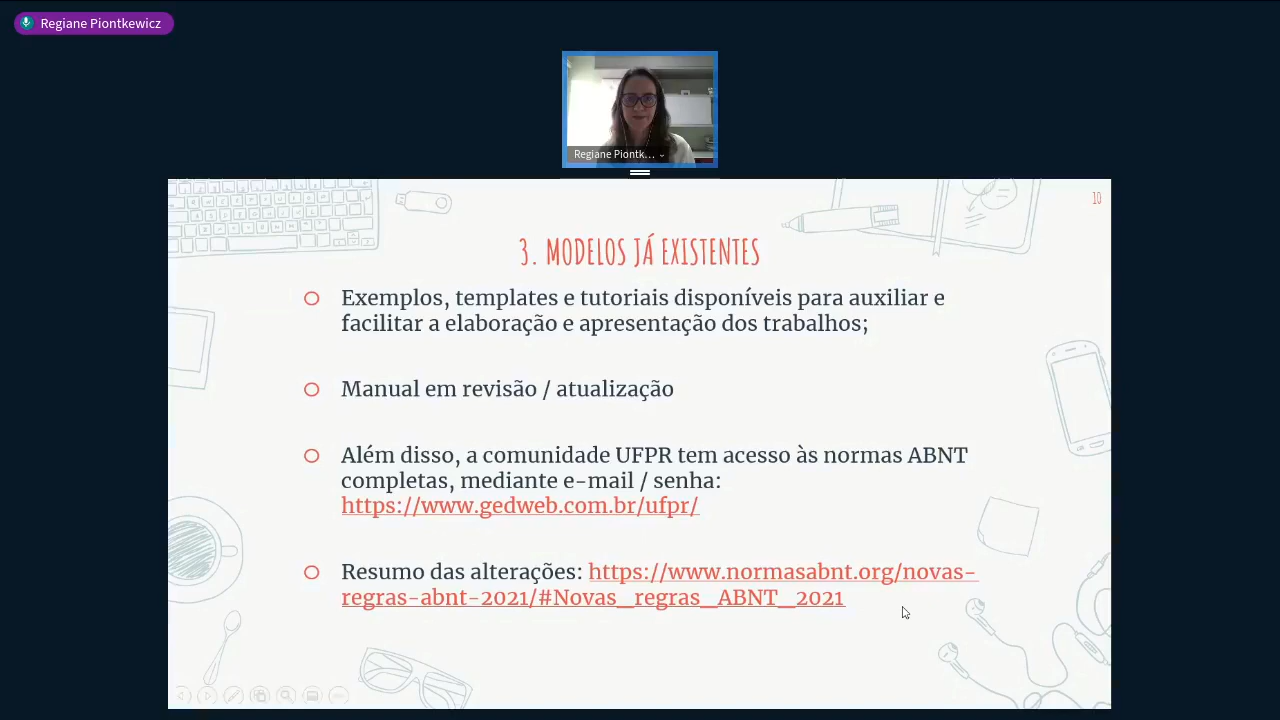 Regiane Piontkewicz
Regiane Piontk...
10
3. MODELOS JÁ EXISTENTES
Exemplos, templates e tutoriais disponíveis para auxiliar e
facilitar a elaboração e apresentação dos trabalhos;
Manual em revisão / atualização
Além disso, a comunidade UFPR tem acesso às normas ABNT
completas, mediante e-mail / senha:
https://www.gedweb.com.br/ufpr/
Resumo das alterações: https://www.normasabnt.org/novas-
regras-abnt-2021/#Novas_regras_ABNT_2021